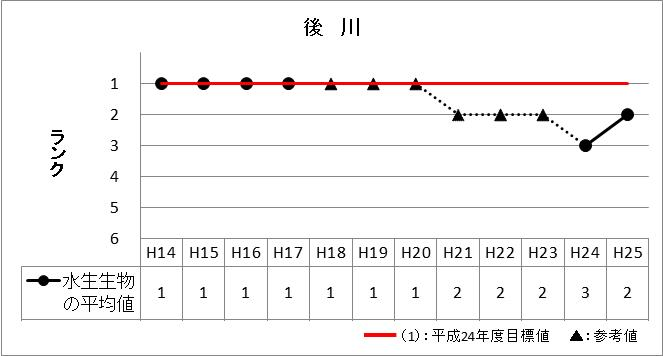 後 川
ランク
1
2
3
4
5
6
H14 H15 H16 H17 H18 H19 H20 H21 H22 H23 H24 H25
水生生物
の平均値 1 1 1 1 1 1 1 2 2 2 3 2
(1):平成24年度目標値 ▲:参考値